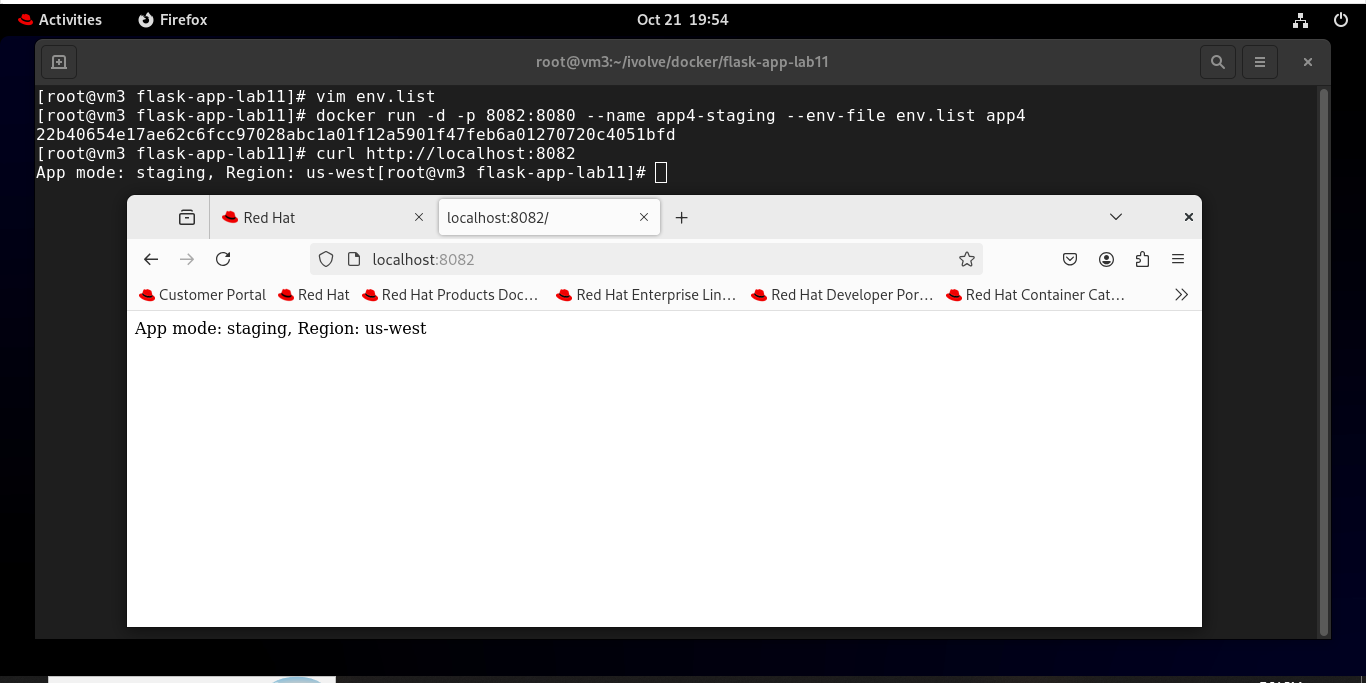 Activities Firefox Oct 21 19:54
root@vm3:~/ivolve/docker/flask-app-lab11
[root@vm3 flask-app-lab11]# vim env.list
[root@vm3 flask-app-lab11]# docker run -d -p 8082:8080 --name app4-staging --env-file env.list app4
22b40654e17ae62c6fcc97028abc1a01f12a5901f47feb6a01270720c4051bfd
[root@vm3 flask-app-lab11]# curl http://localhost:8082
App mode: staging, Region: us-west[root@vm3 flask-app-lab11]#
Red Hat localhost:8082/
localhost:8082
Customer Portal Red Hat Red Hat Products Doc… Red Hat Enterprise Lin… Red Hat Developer Por… Red Hat Container Cat…
App mode: staging, Region: us-west